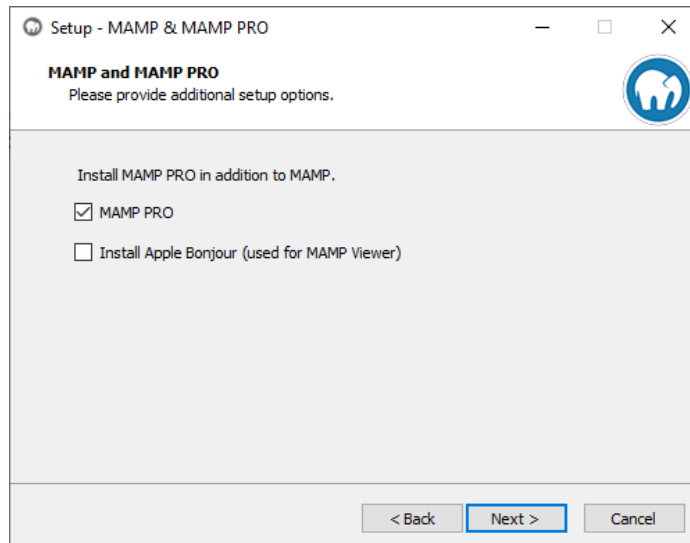 Setup - MAMP & MAMP PRO
MAMP and MAMP PRO
Please provide additional setup options.
Install MAMP PRO in addition to MAMP.
MAMP PRO
Install Apple Bonjour (used for MAMP Viewer)
< Back
Next >
Cancel